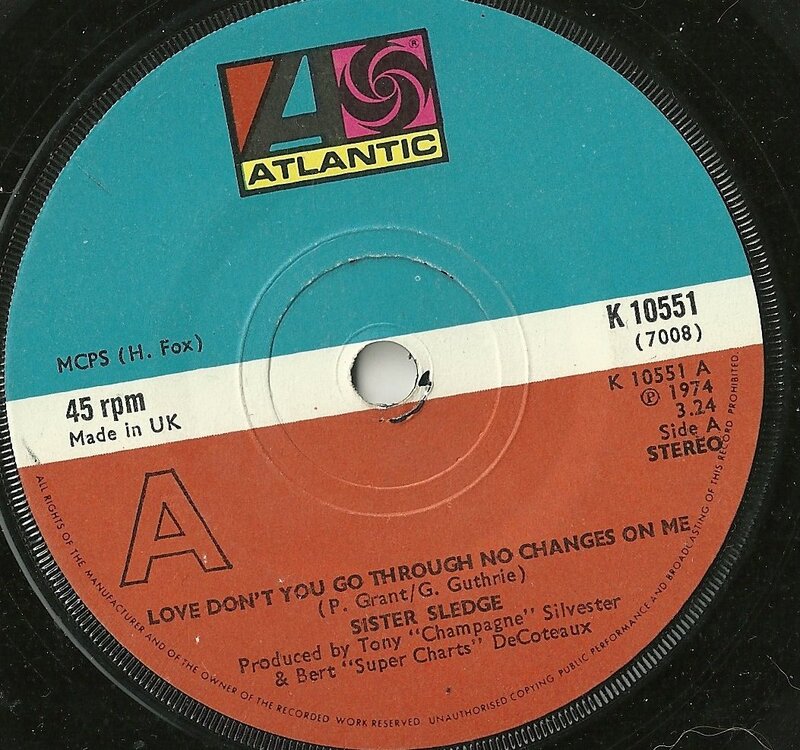 ATLANTIC
®
K 10551
(7008)
MCPS (H. Fox)
45 rpm
Made in UK
K 10551 A
℗ 1974
3.24
Side A
STEREO
A
LOVE DON'T YOU GO THROUGH NO CHANGES ON ME
(P. Grant/G. Guthrie)
SISTER SLEDGE
Produced by Tony "Champagne" Silvester
& Bert "Super Charts" DeCoteaux
ALL RIGHTS OF THE MANUFACTURER AND OF THE OWNER OF THE RECORDED WORK RESERVED UNAUTHORISED COPYING PUBLIC PERFORMANCE AND BROADCASTING OF THIS RECORD PROHIBITED.